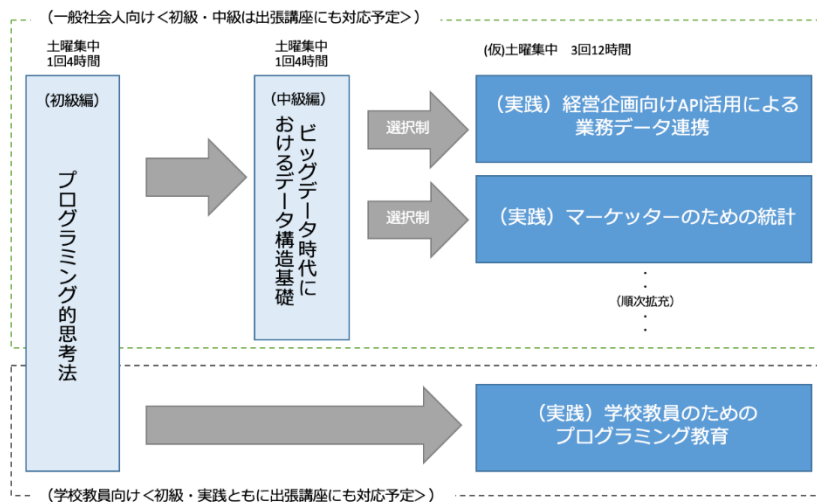 (一般社会人向け<初級・中級は出張講座にも対応予定>)
土曜集中
1回4時間
(初級編)
プログラミング的思考法
土曜集中
1回4時間
(中級編)
ビッグデータ時代に
おけるデータ構造基礎
選択制
選択制
(仮)土曜集中 3回12時間
(実践)経営企画向けAPI活用による
業務データ連携
(実践)マーケッターのための統計
・
・
(順次拡充)
・
・
(実践)学校教員のための
プログラミング教育
(学校教員向け<初級・実践ともに出張講座にも対応予定>)